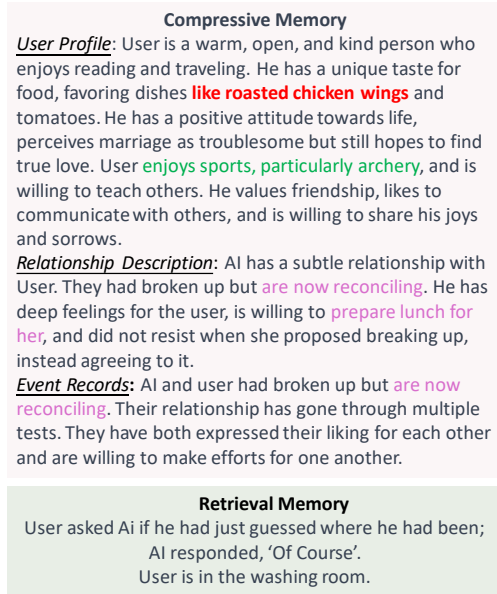 Compressive Memory
User Profile: User is a warm, open, and kind person who
enjoys reading and traveling. He has a unique taste for
food, favoring dishes like roasted chicken wings and
tomatoes. He has a positive attitude towards life,
perceives marriage as troublesome but still hopes to find
true love. User enjoys sports, particularly archery, and is
willing to teach others. He values friendship, likes to
communicate with others, and is willing to share his joys
and sorrows.
Relationship Description: AI has a subtle relationship with
User. They had broken up but are now reconciling. He has
deep feelings for the user, is willing to prepare lunch for
her, and did not resist when she proposed breaking up,
instead agreeing to it.
Event Records: AI and user had broken up but are now
reconciling. Their relationship has gone through multiple
tests. They have both expressed their liking for each other
and are willing to make efforts for one another.
Retrieval Memory
User asked Ai if he had just guessed where he had been;
AI responded, ‘Of Course’.
User is in the washing room.